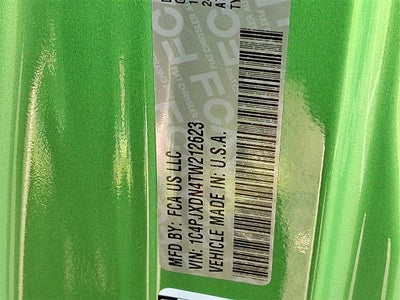 MFD BY: FCA US LLC
VIN: 1C4PJXDN4TW212623
VEHICLE MADE IN: U.S.A.